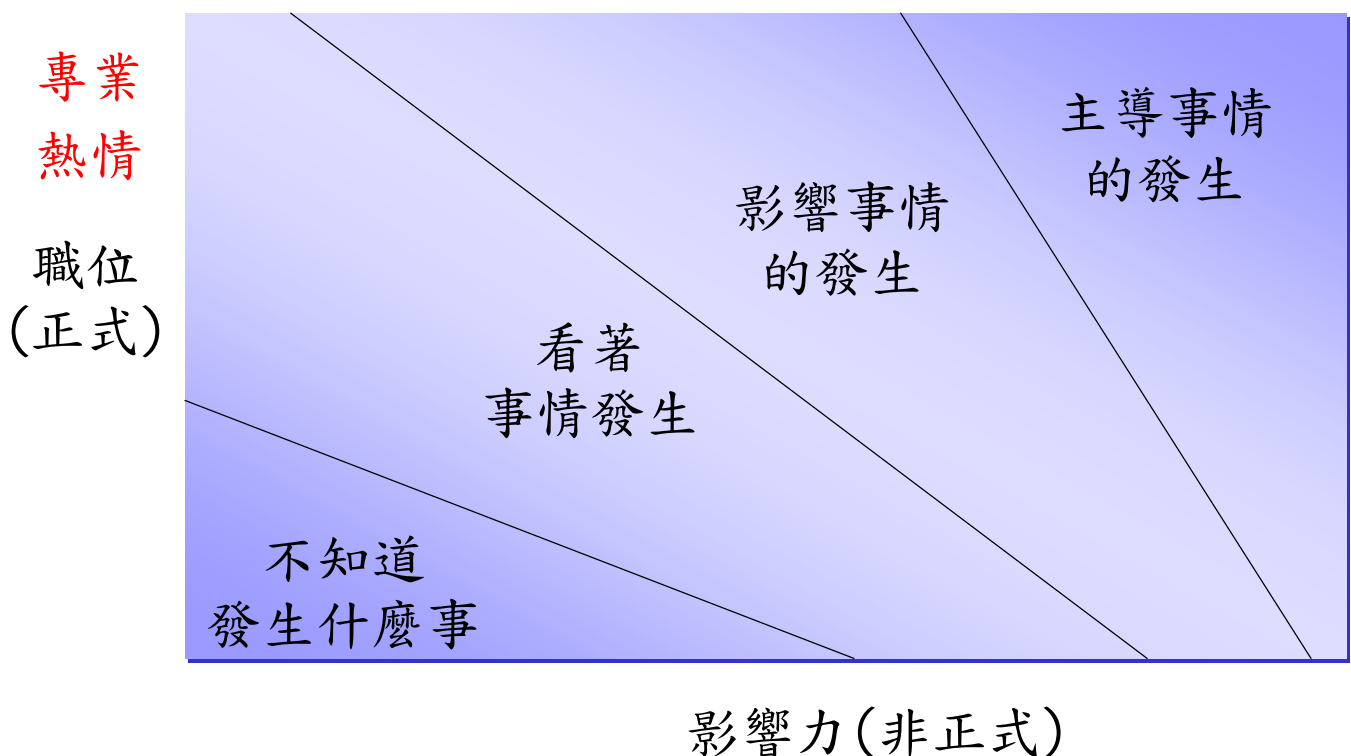 專業
熱情
職位
(正式)
主導事情
的發生
影響事情
的發生
看著
事情發生
不知道
發生什麼事
影響力(非正式)